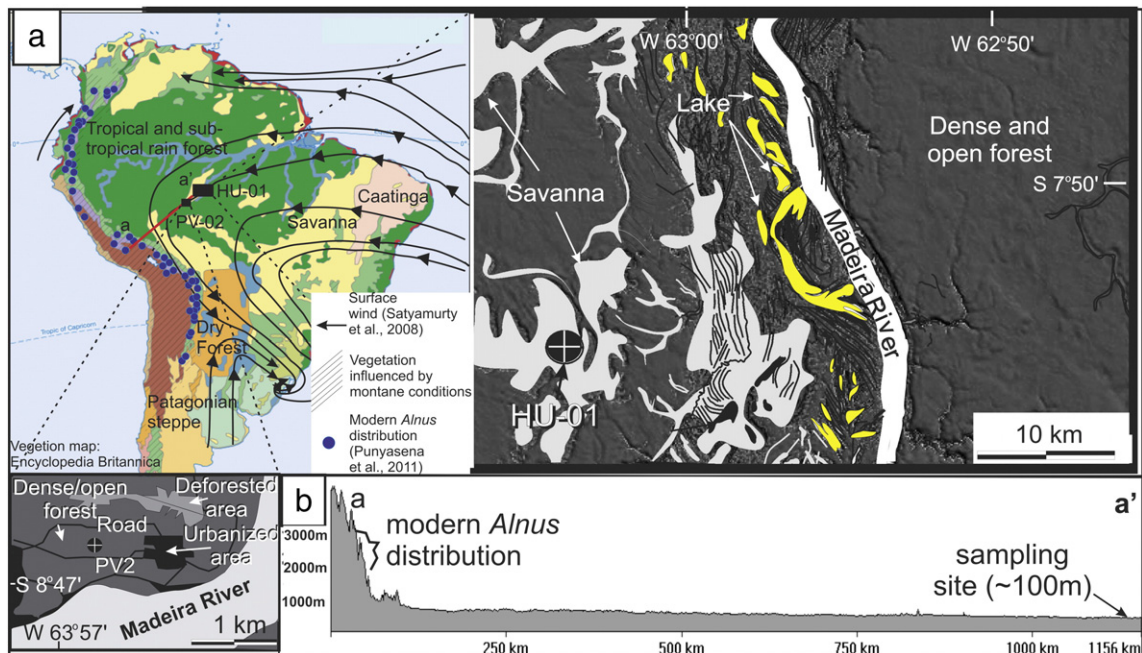 a
Tropical and sub-
tropical rain forest
a'
HU-01
PV-02
a
Caatinga
Savanna
Dry
Forest
Patagonian
steppe
Tropic of Capricorn
Vegetion map:
Encyclopedia Britannica
Surface
wind (Satyamurty
et al., 2008)
Vegetation
influenced by
montane conditions
Modern Alnus
distribution
(Punyasena
et al., 2011)
W 63°00'
W 62°50'
Lake
Savanna
Dense and
open forest
S 7°50'
Madeira River
HU-01
10 km
Dense/open
forest
Deforested
area
Road
Urbanized
area
PV2
S 8°47'
Madeira River
W 63°57'
1 km
b
a
a'
modern Alnus
distribution
sampling
site (~100m)
3000m
2000m
1000m
250 km
500 km
750 km
1000 km
1156 km